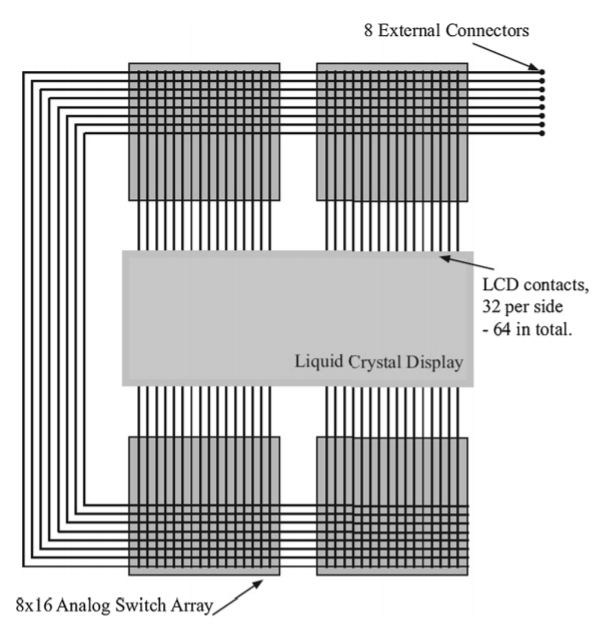 8 External Connectors
LCD contacts,
32 per side
- 64 in total.
Liquid Crystal Display
8x16 Analog Switch Array